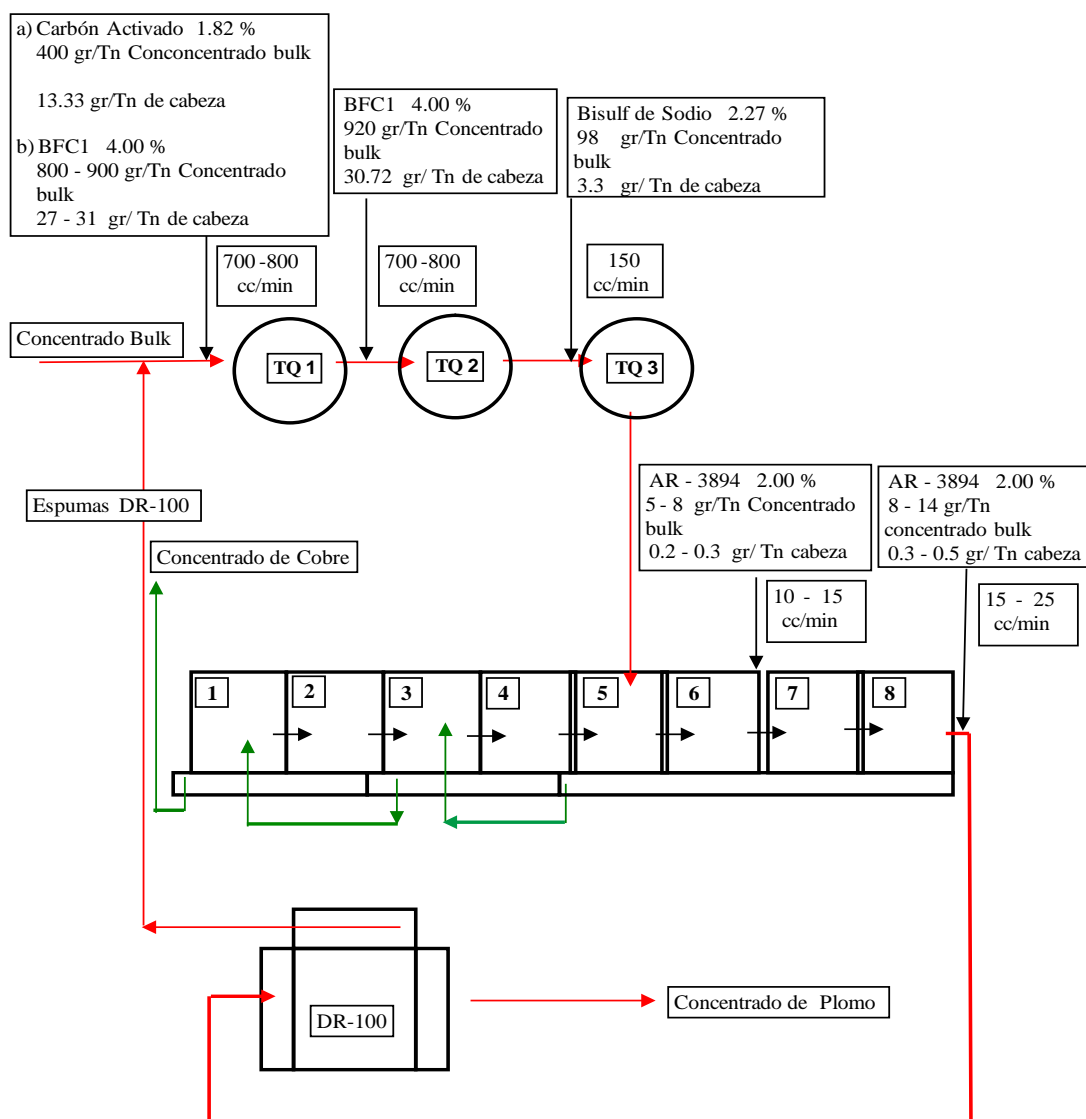 a) Carbón Activado 1.82 %
400 gr/Tn Conconcentrado bulk
13.33 gr/Tn de cabeza
b) BFC1 4.00 %
800 - 900 gr/Tn Concentrado
bulk
27 - 31 gr/ Tn de cabeza
BFC1 4.00 %
920 gr/Tn Concentrado
bulk
30.72 gr/ Tn de cabeza
Bisulf de Sodio 2.27 %
98 gr/Tn Concentrado
bulk
3.3 gr/ Tn de cabeza
700 -800
cc/min
700-800
cc/min
150
cc/min
Concentrado Bulk
TQ 1
TQ 2
TQ 3
AR - 3894 2.00 %
5 - 8 gr/Tn Concentrado
bulk
0.2 - 0.3 gr/ Tn cabeza
AR - 3894 2.00 %
8 - 14 gr/Tn
concentrado bulk
0.3 - 0.5 gr/ Tn cabeza
Espumas DR-100
Concentrado de Cobre
10 - 15
cc/min
15 - 25
cc/min
1
2
3
4
5
6
7
8
DR-100
Concentrado de Plomo